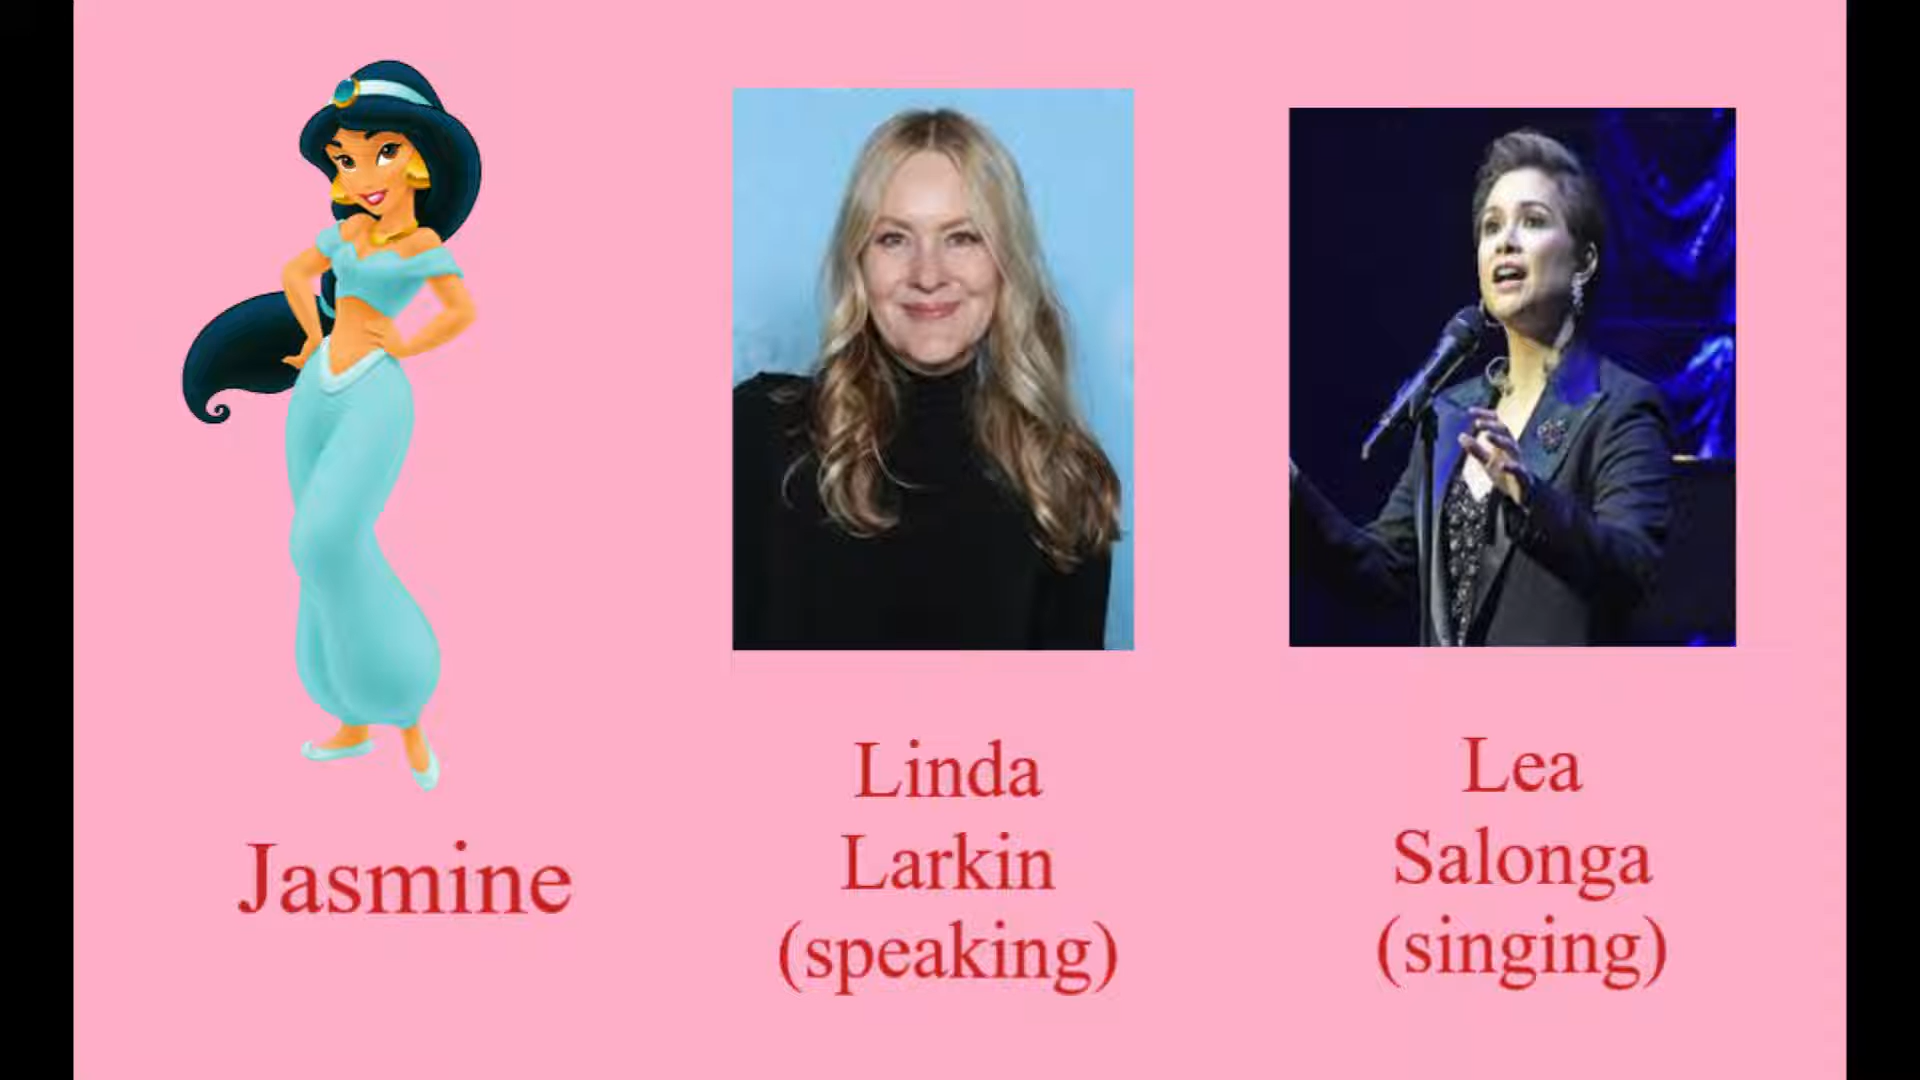 Jasmine
Linda
Larkin
(speaking)
Lea
Salonga
(singing)